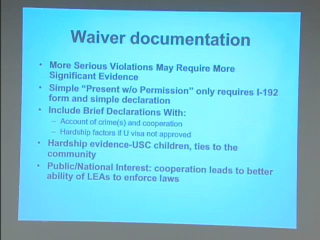 Waiver documentation
• More Serious Violations May Require More
Significant Evidence
• Simple “Present w/o Permission” only requires I-192
form and simple declaration
• Include Brief Declarations With:
– Account of crime(s) and cooperation
– Hardship factors if U visa not approved
• Hardship evidence-USC children, ties to the
community
• Public/National Interest: cooperation leads to better
ability of LEAs to enforce laws